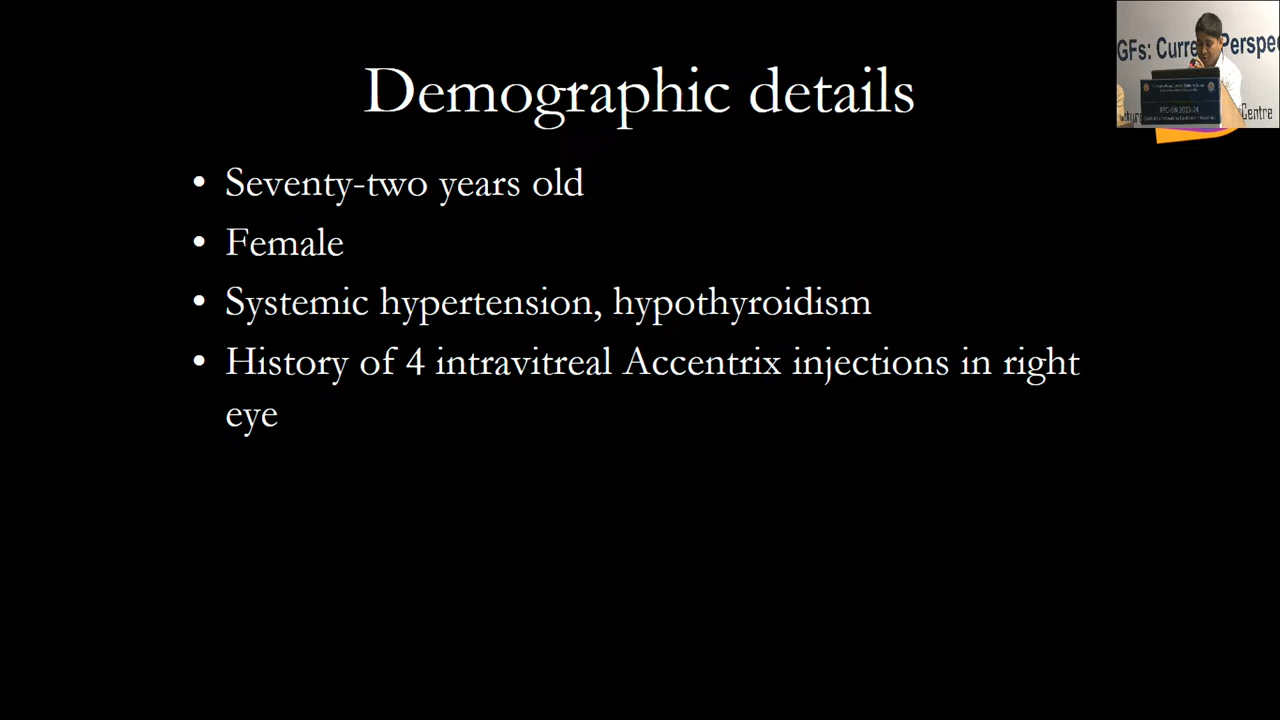 Demographic details
• Seventy-two years old
• Female
• Systemic hypertension, hypothyroidism
• History of 4 intravitreal Accentrix injections in right
eye
GFs: Curre Perspe
Centre